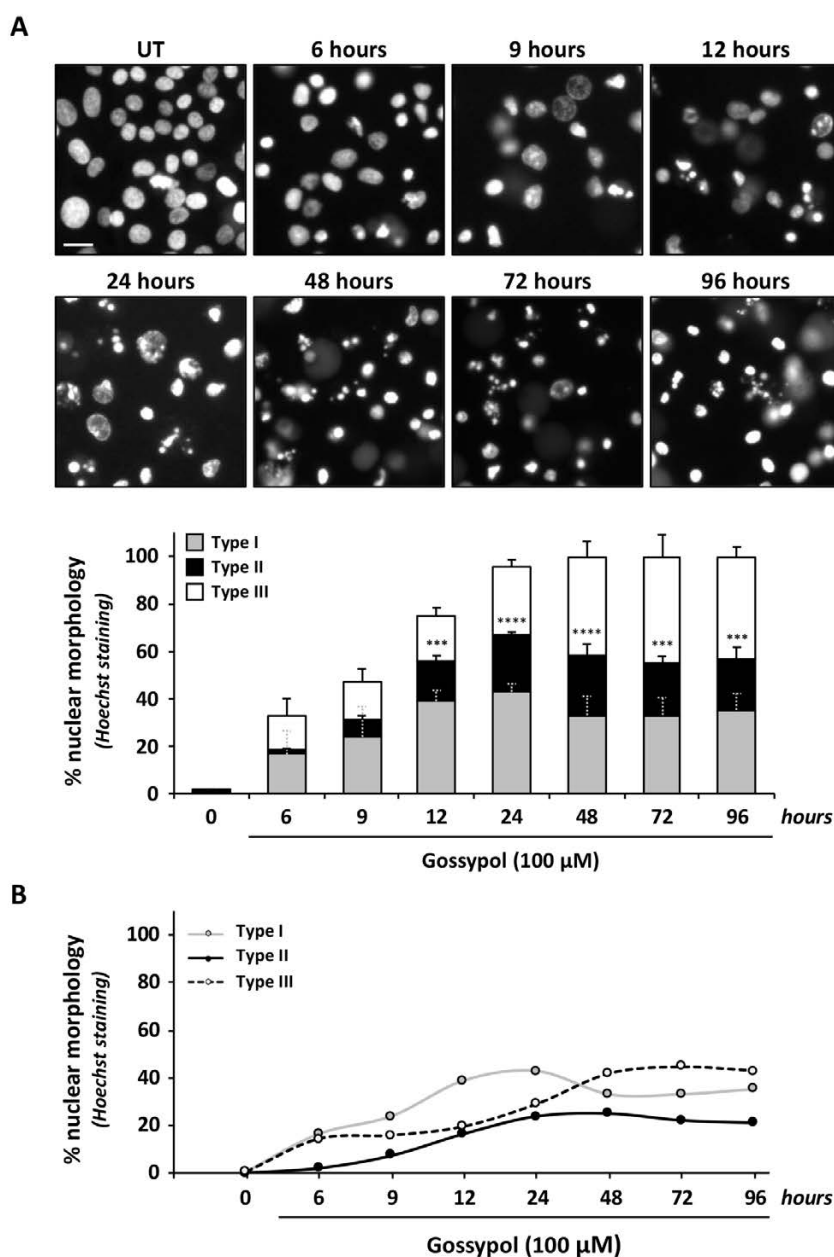 A
UT 6 hours 9 hours 12 hours
24 hours 48 hours 72 hours 96 hours
% nuclear morphology
(Hoechst staining)
100
80
60
40
20
0
Type I
Type II
Type III
*** **** **** *** ***
0 6 9 12 24 48 72 96 hours
Gossypol (100 µM)
B
% nuclear morphology
(Hoechst staining)
100
80
60
40
20
0
Type I
Type II
Type III
0 6 9 12 24 48 72 96 hours
Gossypol (100 µM)